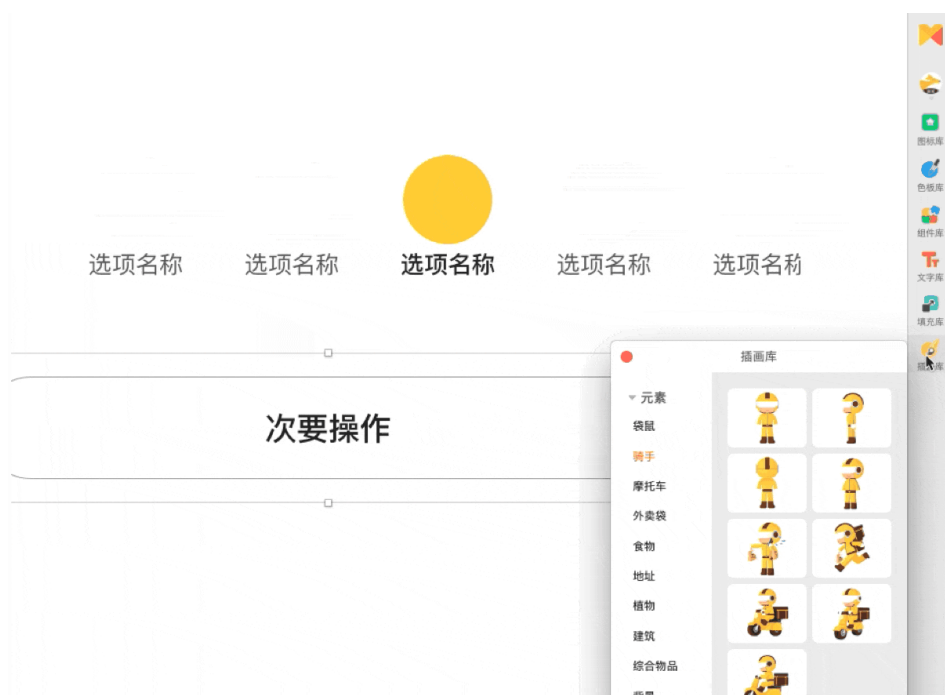 选项名称 选项名称 选项名称 选项名称 选项名称
次要操作
图标库
色板库
组件库
文字库
填充库
插画库
元素
袋鼠
骑手
摩托车
外卖袋
食物
地址
植物
建筑
综合物品